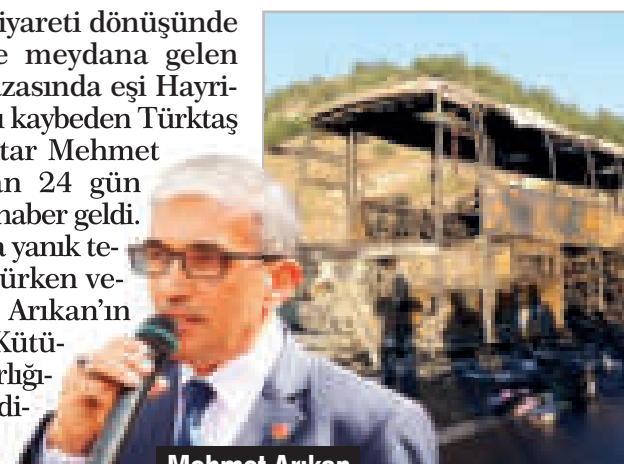 iyareti dönüşünde
e meydana gelen
azasında eşi Hayri-
ı kaybeden Türktaş
tar Mehmet
an 24 gün
haber geldi.
a yanık te-
ürken ve-
Arıkan’ın
Kütü-
rlığı-
di-
Mehmet Arıkan